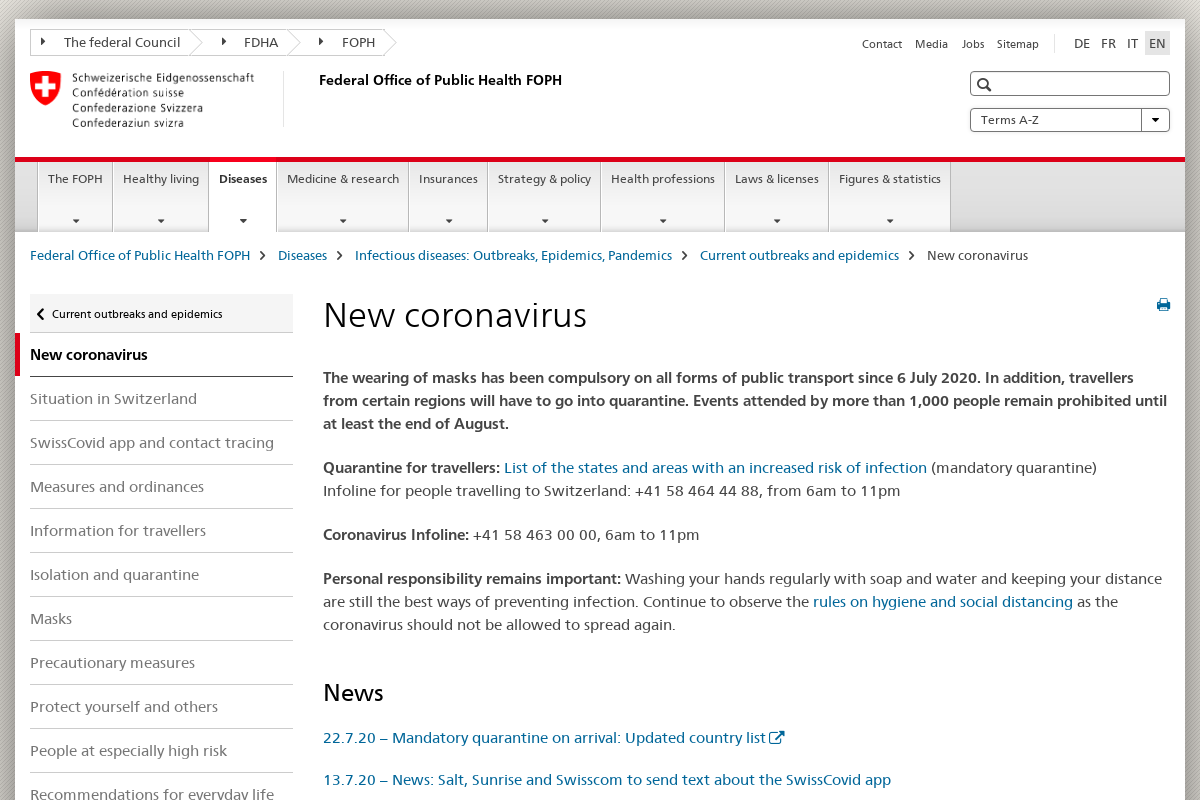 The federal Council
FDHA
FOPH
Contact
Media
Jobs
Sitemap
DE
FR
IT
EN
Schweizerische Eidgenossenschaft
Confédération suisse
Confederazione Svizzera
Confederaziun svizra
Federal Office of Public Health FOPH
Terms A-Z
The FOPH
Healthy living
Diseases
Medicine & research
Insurances
Strategy & policy
Health professions
Laws & licenses
Figures & statistics
Federal Office of Public Health FOPH
Diseases
Infectious diseases: Outbreaks, Epidemics, Pandemics
Current outbreaks and epidemics
New coronavirus
Current outbreaks and epidemics
New coronavirus
Situation in Switzerland
SwissCovid app and contact tracing
Measures and ordinances
Information for travellers
Isolation and quarantine
Masks
Precautionary measures
Protect yourself and others
People at especially high risk
Recommendations for everyday life
New coronavirus
The wearing of masks has been compulsory on all forms of public transport since 6 July 2020. In addition, travellers
from certain regions will have to go into quarantine. Events attended by more than 1,000 people remain prohibited until
at least the end of August.
Quarantine for travellers: List of the states and areas with an increased risk of infection (mandatory quarantine)
Infoline for people travelling to Switzerland: +41 58 464 44 88, from 6am to 11pm
Coronavirus Infoline: +41 58 463 00 00, 6am to 11pm
Personal responsibility remains important: Washing your hands regularly with soap and water and keeping your distance
are still the best ways of preventing infection. Continue to observe the rules on hygiene and social distancing as the
coronavirus should not be allowed to spread again.
News
22.7.20 – Mandatory quarantine on arrival: Updated country list
13.7.20 – News: Salt, Sunrise and Swisscom to send text about the SwissCovid app